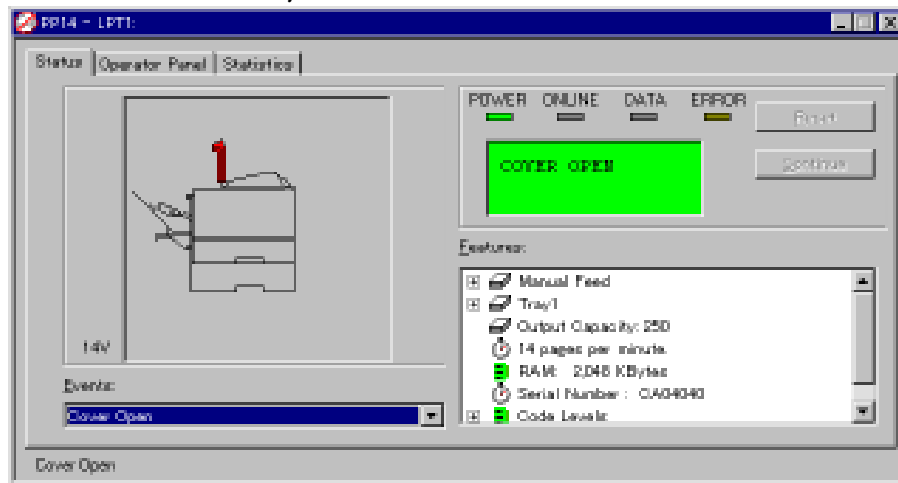 PP14 - LPT1:
Status Operator Panel Statistics
POWER ONLINE DATA ERROR
Reset
COVER OPEN
Continue
Features:
Manual Feed
Tray1
Output Capacity: 250
14 pages per minute.
RAM: 2,048 KBytes
Serial Number : CA04040
Code Levels
14V
Events:
Cover Open
Cover Open